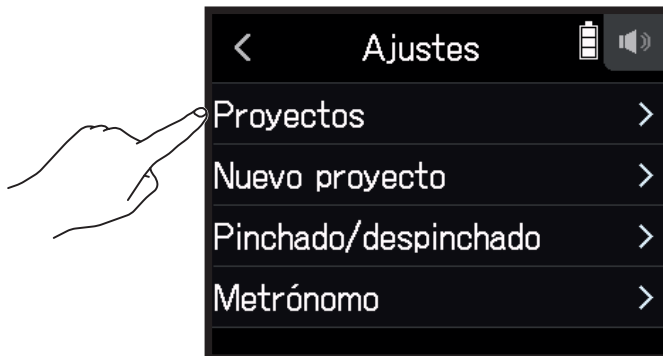 Ajustes
Proyectos
Nuevo proyecto
Pinchado/despinchado
Metrónomo